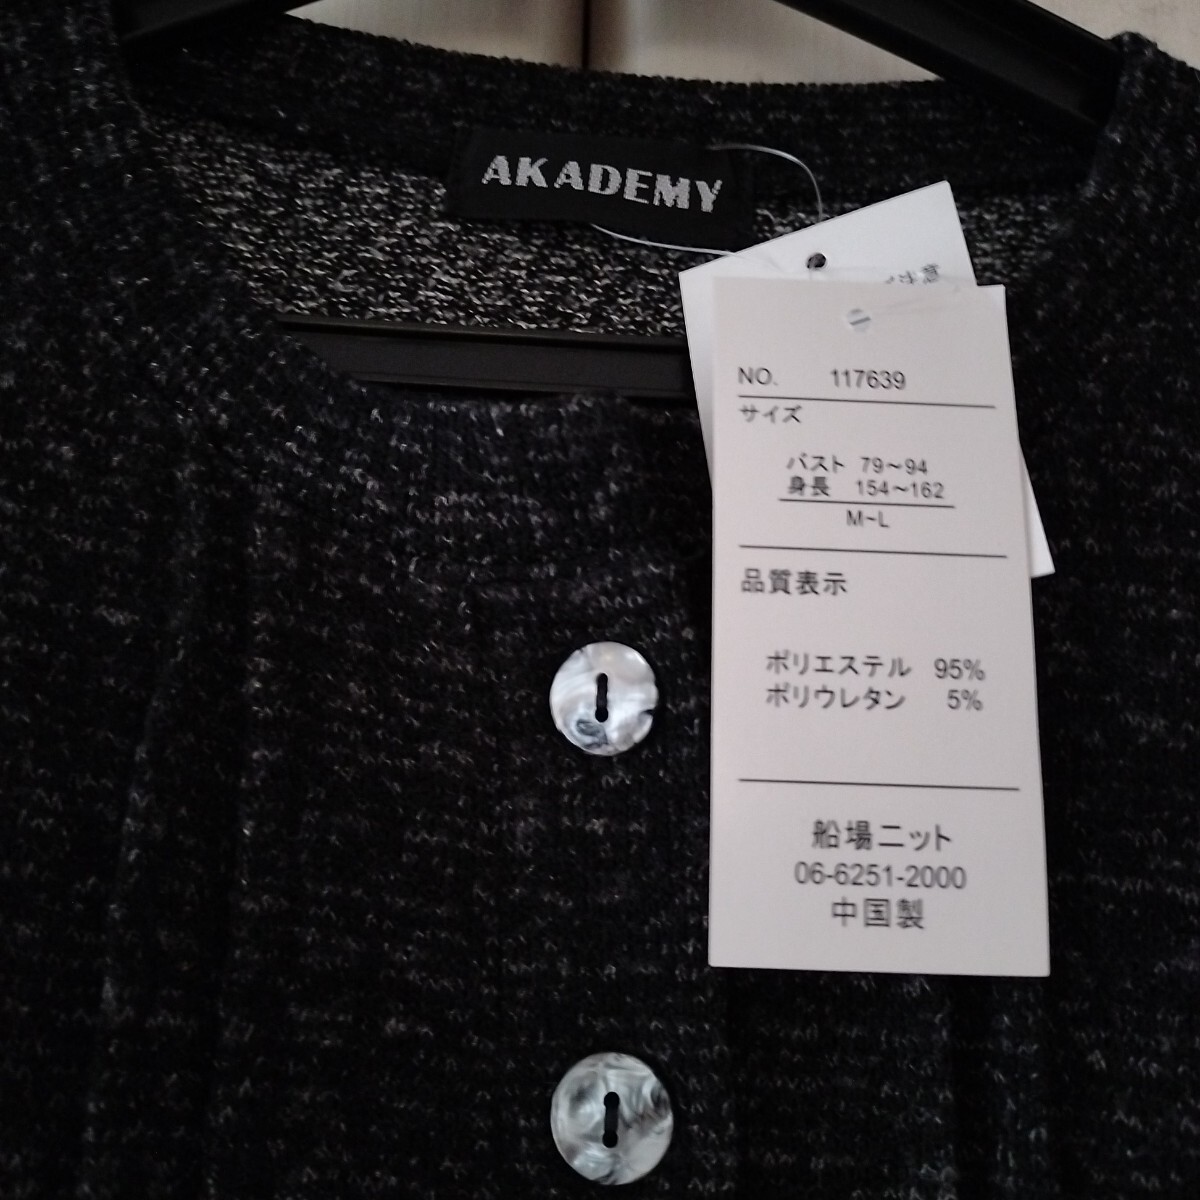 AKADEMY
NO. 117639
サイズ
バスト 79～94
身長 154～162
M~L
品質表示
ポリエステル 95%
ポリウレタン 5%
船場ニット
06-6251-2000
中国製